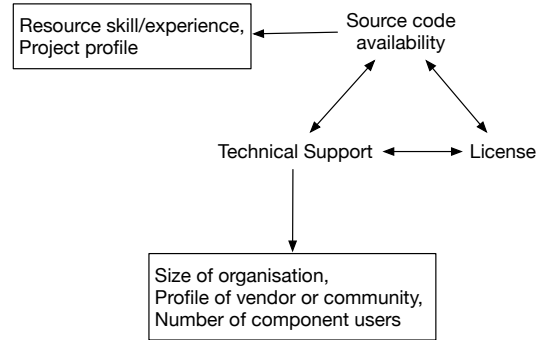 Resource skill/experience,
Project profile
Source code
availability
Technical Support
License
Size of organisation,
Profile of vendor or community,
Number of component users